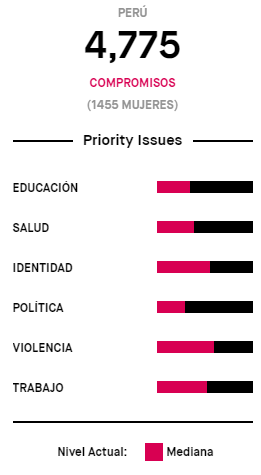 PERÚ
4,775
COMPROMISOS
(1455 MUJERES)
Priority Issues
EDUCACIÓN
SALUD
IDENTIDAD
POLÍTICA
VIOLENCIA
TRABAJO
Nivel Actual: Mediana